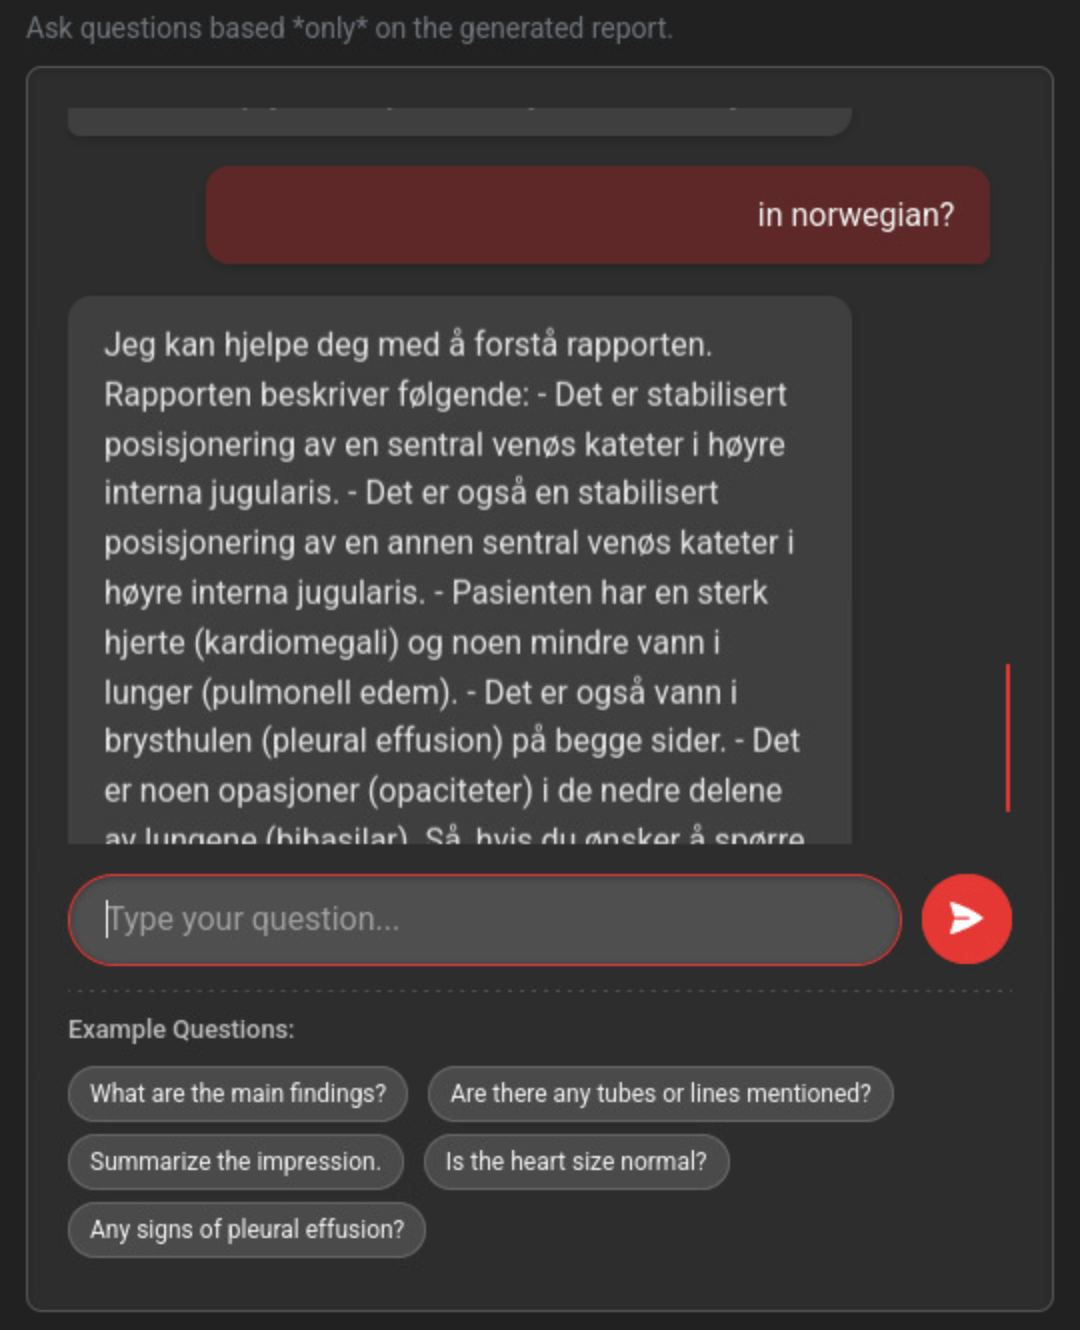 Ask questions based *only* on the generated report.
in norwegian?
Jeg kan hjelpe deg med å forstå rapporten.
Rapporten beskriver følgende: - Det er stabilisert
posisjonering av en sentral venøs kateter i høyre
interna jugularis. - Det er også en stabilisert
posisjonering av en annen sentral venøs kateter i
høyre interna jugularis. - Pasienten har en sterk
hjerte (kardiomegali) og noen mindre vann i
lunger (pulmonell edem). - Det er også vann i
brysthulen (pleural effusion) på begge sider. - Det
er noen opasjoner (opaciteter) i de nedre delene
av lungene (bibasilar). Så, hvis du ønsker å spørre
Type your question...
Example Questions:
What are the main findings?
Are there any tubes or lines mentioned?
Summarize the impression.
Is the heart size normal?
Any signs of pleural effusion?